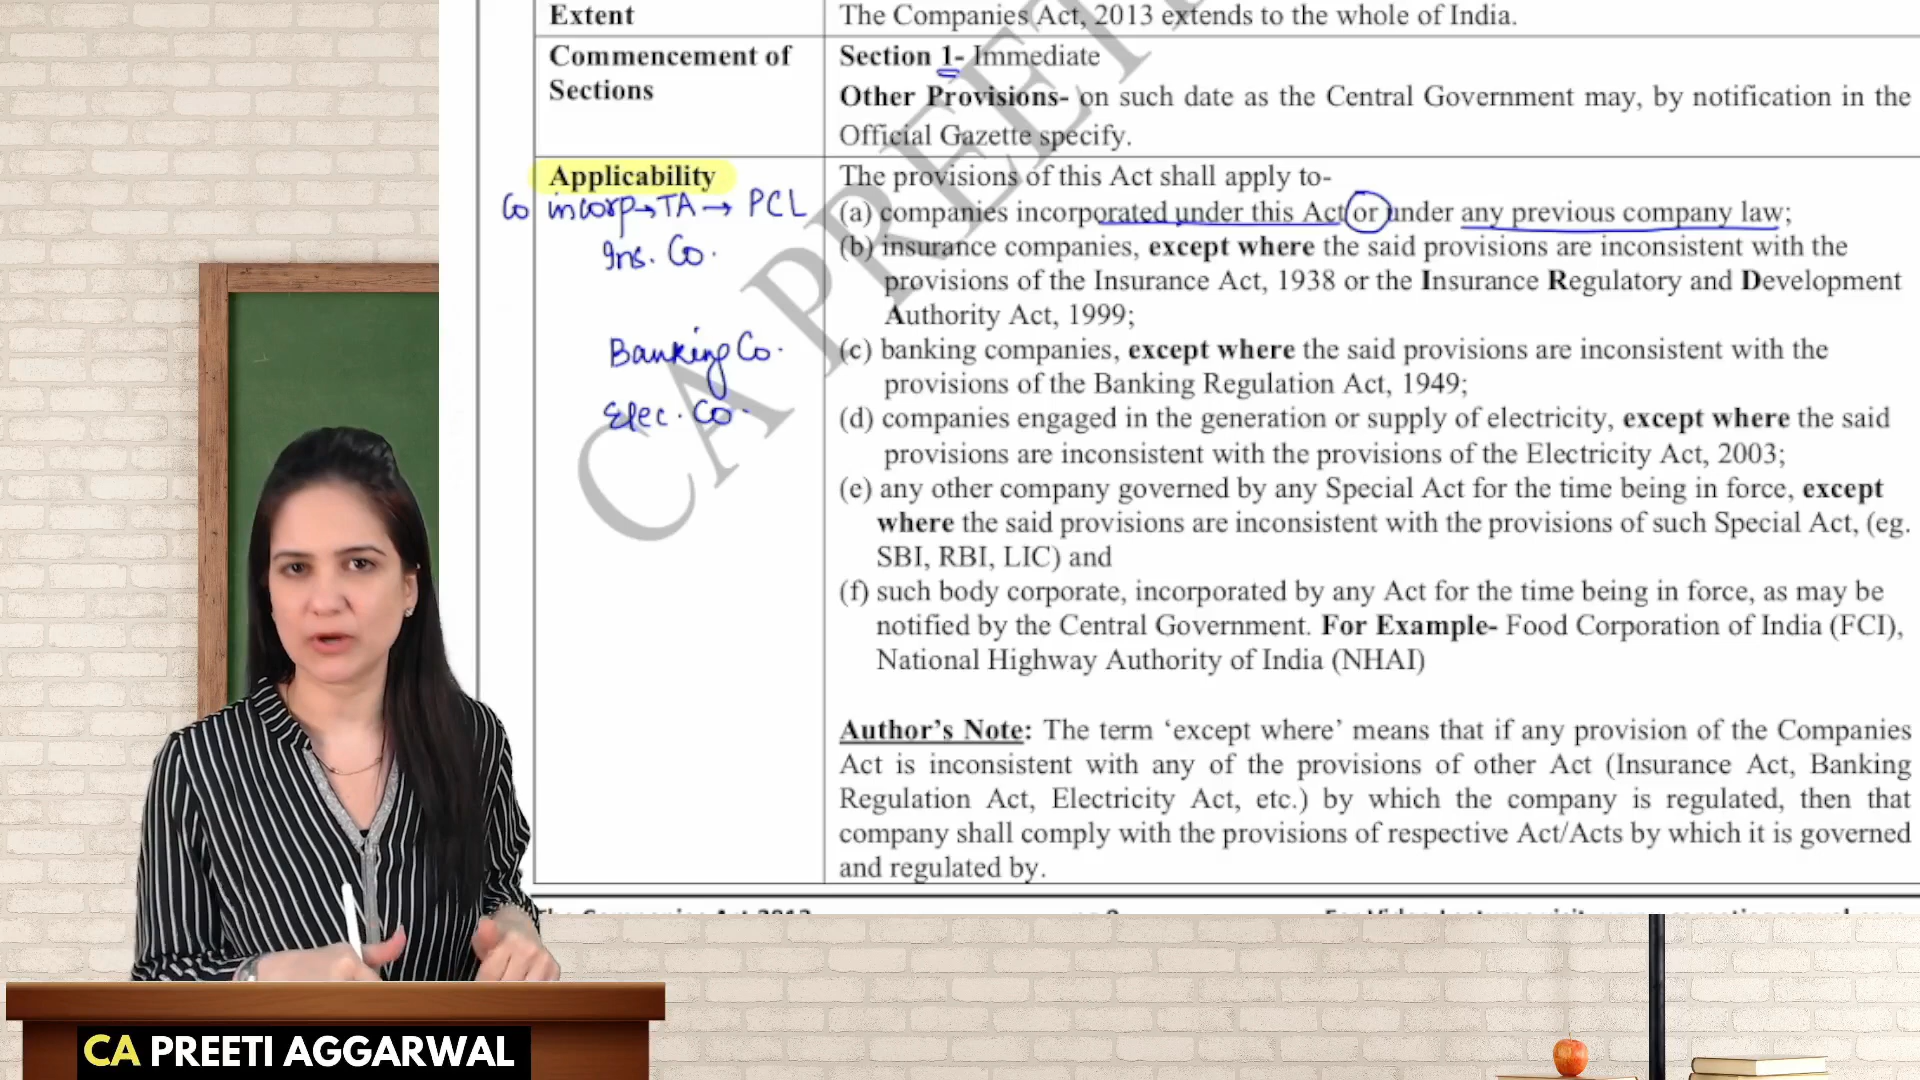 Extent The Companies Act, 2013 extends to the whole of India.
Commencement of Sections
Section 1- Immediate
Other Provisions- on such date as the Central Government may, by notification in the
Official Gazette specify.
Applicability
Co incorp→TA→ PCL
Ins. Co.
Banking Co.
Elec. Co.
The provisions of this Act shall apply to-
(a) companies incorporated under this Act or under any previous company law;
(b) insurance companies, except where the said provisions are inconsistent with the
provisions of the Insurance Act, 1938 or the Insurance Regulatory and Development
Authority Act, 1999;
(c) banking companies, except where the said provisions are inconsistent with the
provisions of the Banking Regulation Act, 1949;
(d) companies engaged in the generation or supply of electricity, except where the said
provisions are inconsistent with the provisions of the Electricity Act, 2003;
(e) any other company governed by any Special Act for the time being in force, except
where the said provisions are inconsistent with the provisions of such Special Act, (eg.
SBI, RBI, LIC) and
(f) such body corporate, incorporated by any Act for the time being in force, as may be
notified by the Central Government. For Example- Food Corporation of India (FCI),
National Highway Authority of India (NHAI)
Author's Note: The term 'except where' means that if any provision of the Companies
Act is inconsistent with any of the provisions of other Act (Insurance Act, Banking
Regulation Act, Electricity Act, etc.) by which the company is regulated, then that
company shall comply with the provisions of respective Act/Acts by which it is governed
and regulated by.
CA PREETI
CA PREETI AGGARWAL